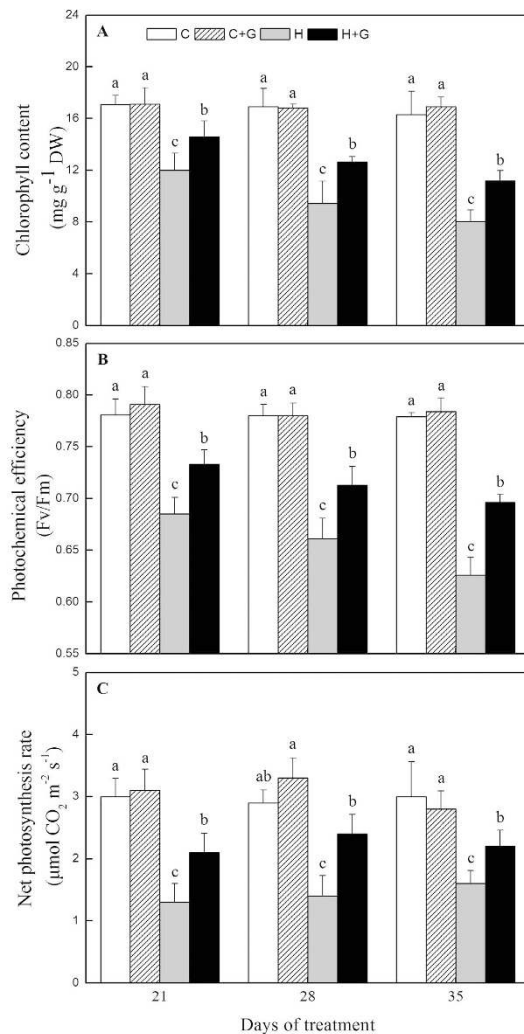 A
C C+G H H+G
24
20
16
12
8
4
0
Chlorophyll content
(mg g⁻¹ DW)
a a c b
a a c b
a a c b
B
0.85
0.80
0.75
0.70
0.65
0.60
0.55
Photochemical efficiency
(Fv/Fm)
a a c b
a a c b
a a c b
C
5
4
3
2
1
0
Net photosynthesis rate
(μmol CO₂ m⁻² s⁻¹)
a a c b
ab a c b
a a c b
21 28 35
Days of treatment